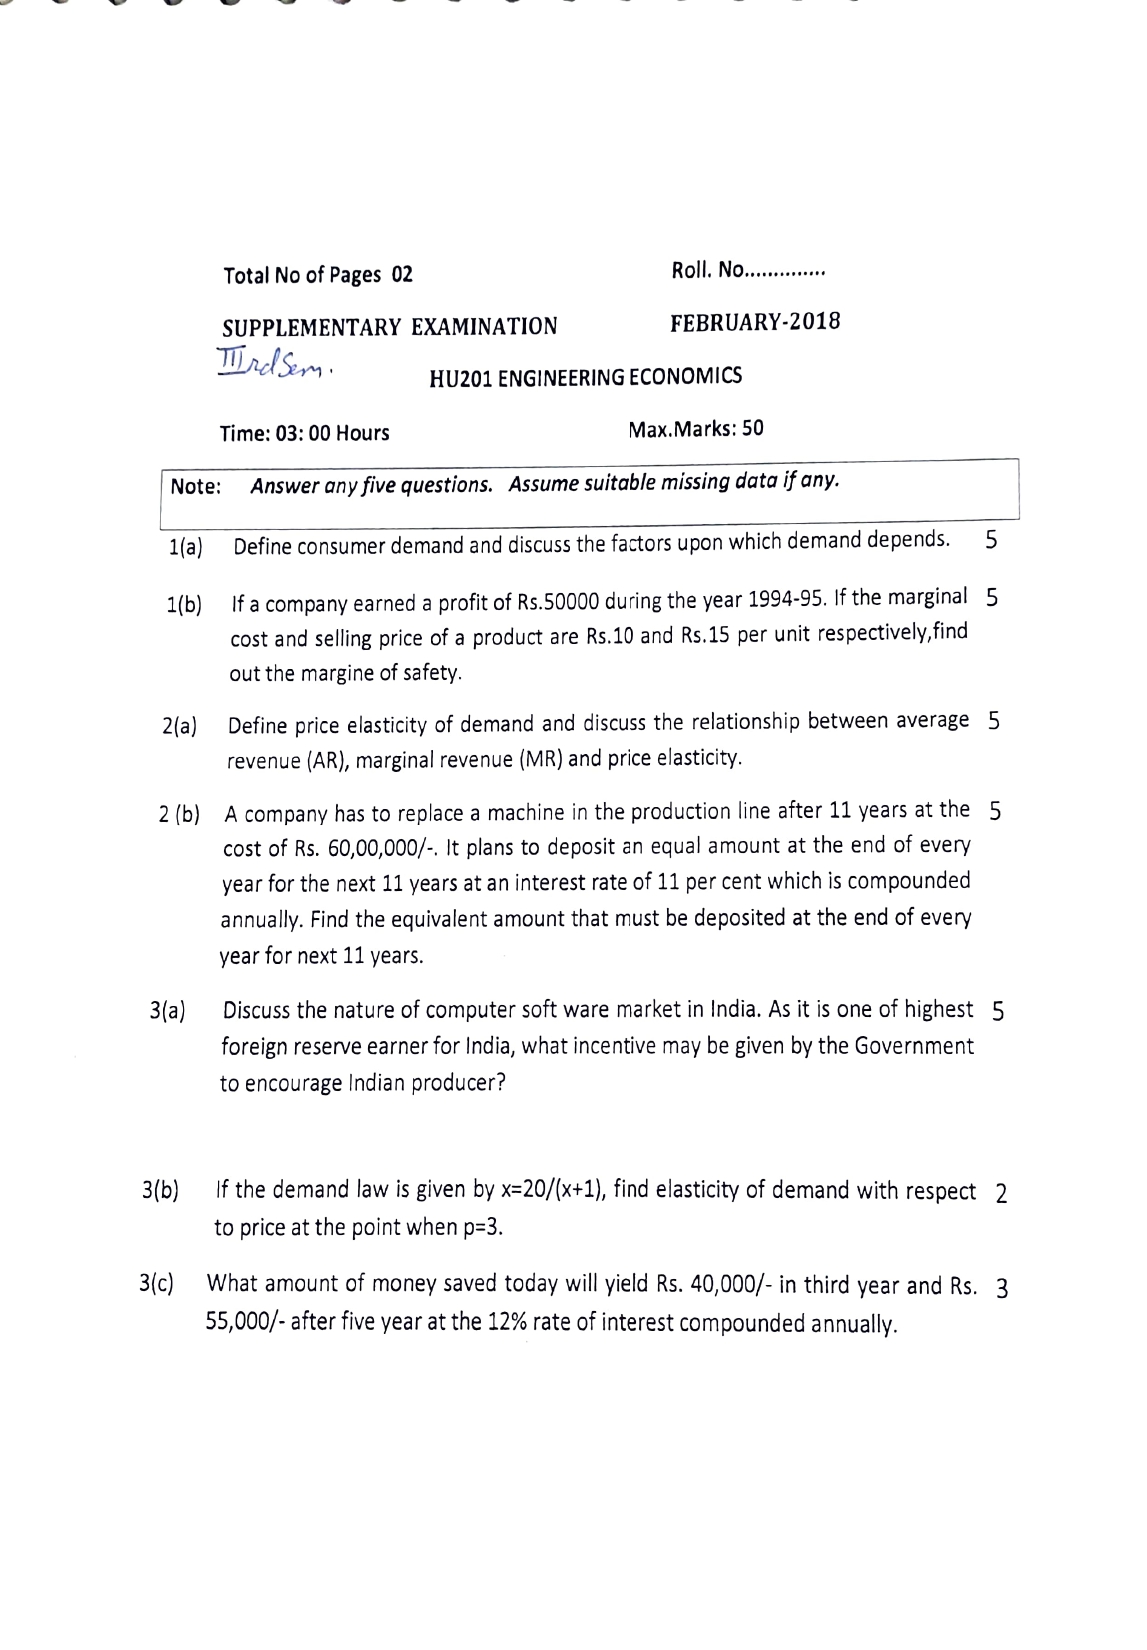 Total No of Pages 02 Roll. No..............
SUPPLEMENTARY EXAMINATION FEBRUARY-2018
IIIrd Sem.
HU201 ENGINEERING ECONOMICS
Time: 03: 00 Hours Max.Marks: 50
Note: Answer any five questions. Assume suitable missing data if any.
1(a) Define consumer demand and discuss the factors upon which demand depends. 5
1(b) If a company earned a profit of Rs.50000 during the year 1994-95. If the marginal 5
cost and selling price of a product are Rs.10 and Rs.15 per unit respectively,find
out the margine of safety.
2(a) Define price elasticity of demand and discuss the relationship between average 5
revenue (AR), marginal revenue (MR) and price elasticity.
2 (b) A company has to replace a machine in the production line after 11 years at the 5
cost of Rs. 60,00,000/-. It plans to deposit an equal amount at the end of every
year for the next 11 years at an interest rate of 11 per cent which is compounded
annually. Find the equivalent amount that must be deposited at the end of every
year for next 11 years.
3(a) Discuss the nature of computer soft ware market in India. As it is one of highest 5
foreign reserve earner for India, what incentive may be given by the Government
to encourage Indian producer?
3(b) If the demand law is given by x=20/(x+1), find elasticity of demand with respect 2
to price at the point when p=3.
3(c) What amount of money saved today will yield Rs. 40,000/- in third year and Rs. 3
55,000/- after five year at the 12% rate of interest compounded annually.